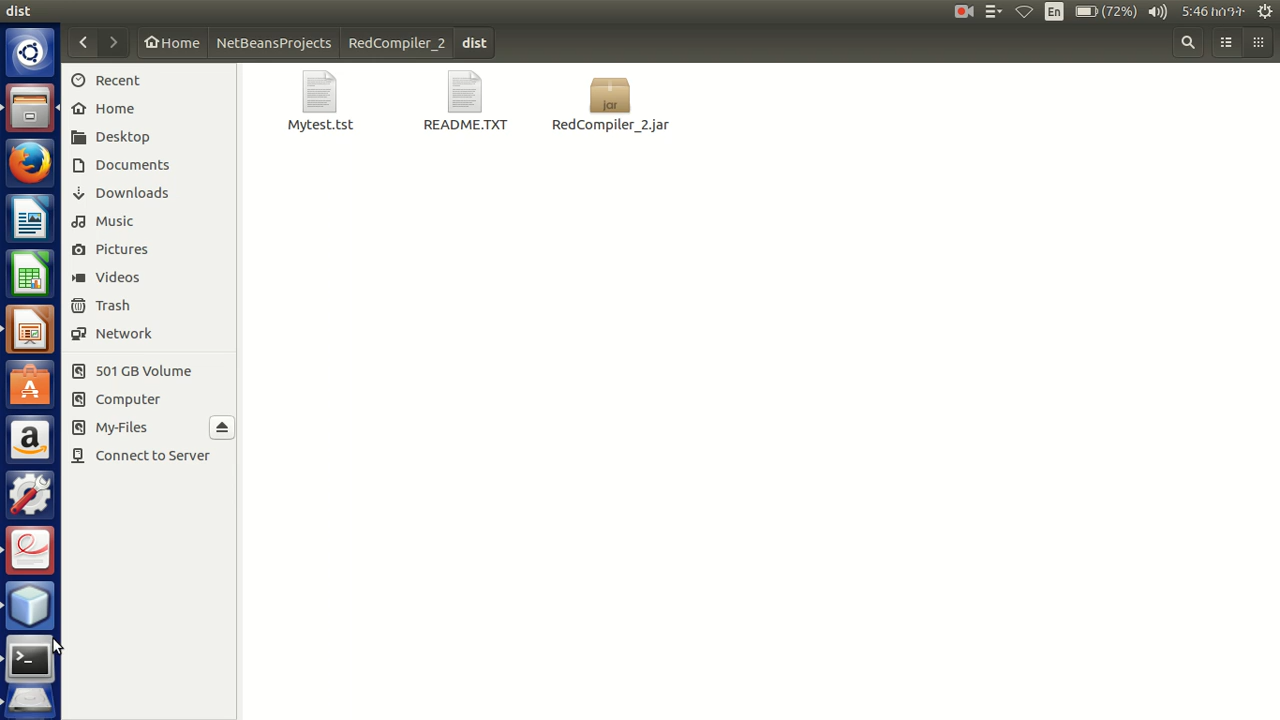 dist
En
(72%)
5:46 ከሰዓት
Home
NetBeansProjects
RedCompiler_2
dist
Recent
Home
Desktop
Documents
Downloads
Music
Pictures
Videos
Trash
Network
501 GB Volume
Computer
My-Files
Connect to Server
Mytest.tst
README.TXT
jar
RedCompiler_2.jar